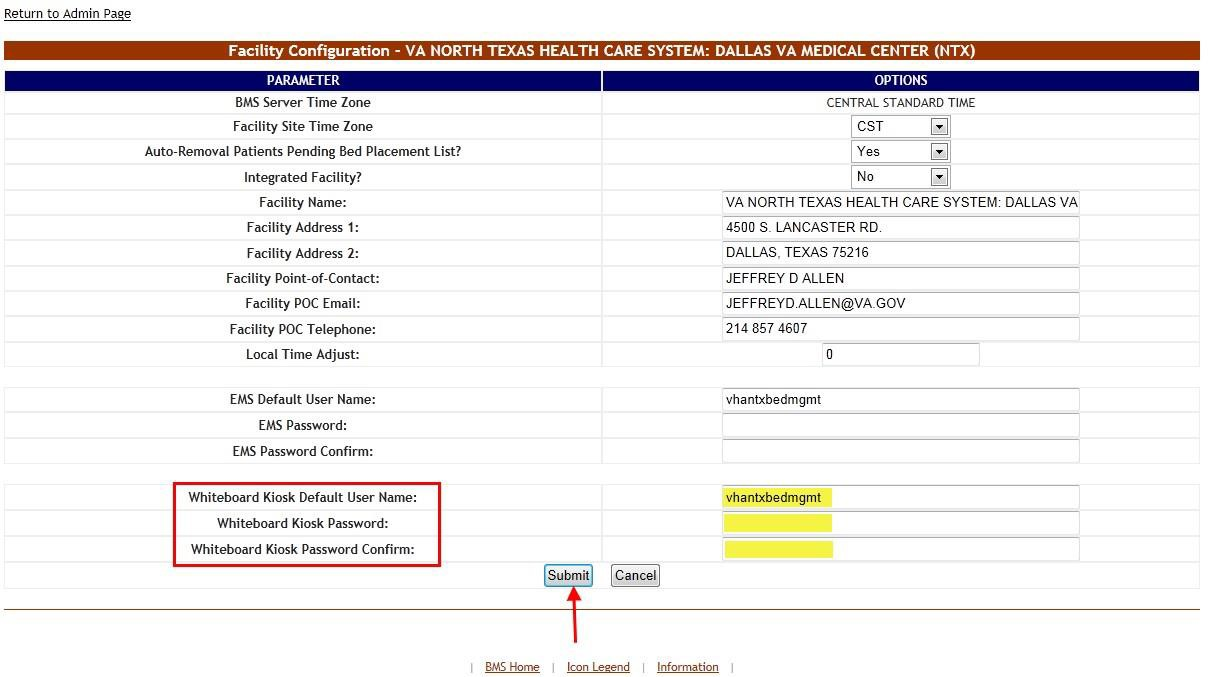 Return to Admin Page
Facility Configuration - VA NORTH TEXAS HEALTH CARE SYSTEM: DALLAS VA MEDICAL CENTER (NTX)
PARAMETER OPTIONS
BMS Server Time Zone CENTRAL STANDARD TIME
Facility Site Time Zone CST
Auto-Removal Patients Pending Bed Placement List? Yes
Integrated Facility? No
Facility Name: VA NORTH TEXAS HEALTH CARE SYSTEM: DALLAS VA
Facility Address 1: 4500 S. LANCASTER RD.
Facility Address 2: DALLAS, TEXAS 75216
Facility Point-of-Contact: JEFFREY D ALLEN
Facility POC Email: JEFFREYD.ALLEN@VA.GOV
Facility POC Telephone: 214 857 4607
Local Time Adjust: 0
EMS Default User Name: vhantxbedmgmt
EMS Password:
EMS Password Confirm:
Whiteboard Kiosk Default User Name: vhantxbedmgmt
Whiteboard Kiosk Password:
Whiteboard Kiosk Password Confirm:
Submit Cancel
| BMS Home | Icon Legend | Information |